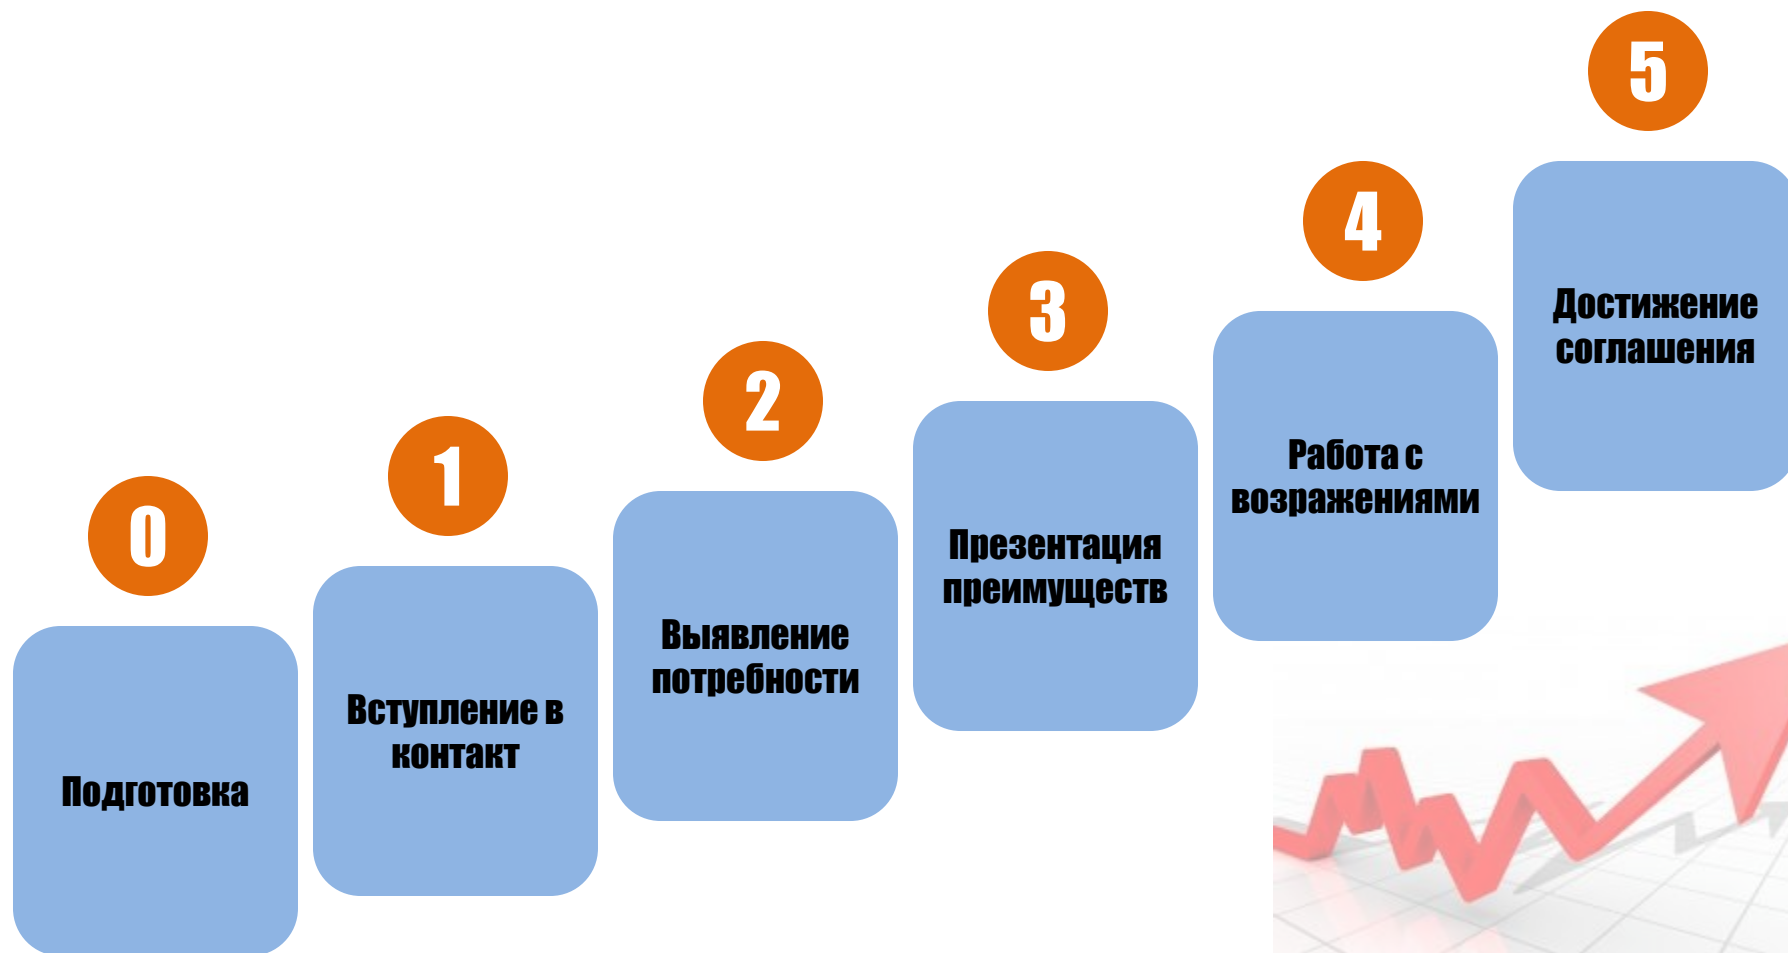 0
Подготовка
1
Вступление в
контакт
2
Выявление
потребности
3
Презентация
преимуществ
4
Работа с
возражениями
5
Достижение
соглашения